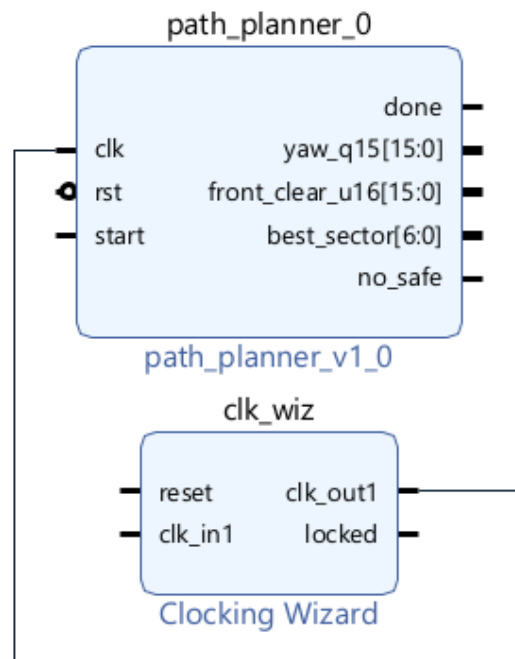 path_planner_0
done
clk yaw_q15[15:0]
rst front_clear_u16[15:0]
start best_sector[6:0]
no_safe
path_planner_v1_0
clk_wiz
reset clk_out1
clk_in1 locked
Clocking Wizard